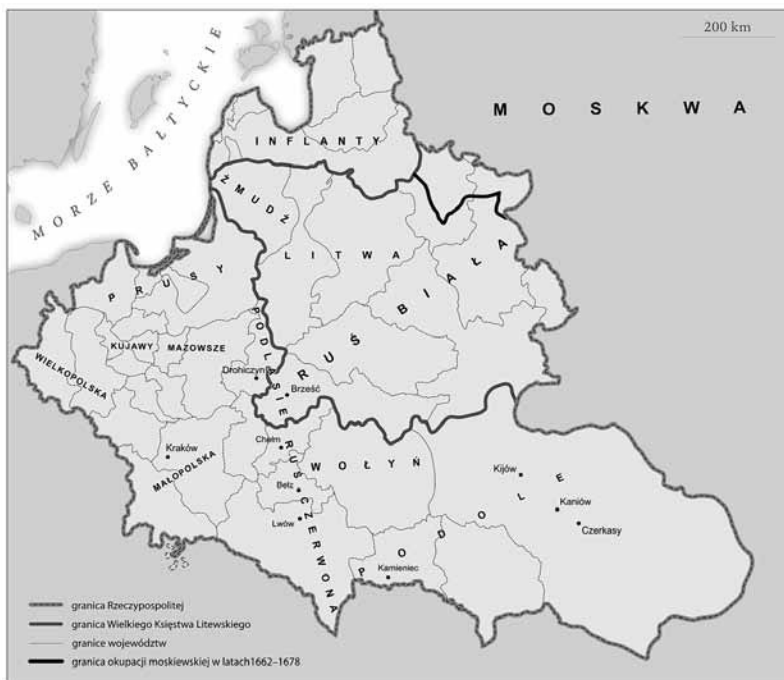 200 km
MOSKWA
MORZE BAŁTYCKIE
INFLANTY
ŻMUDŹ
LITWA
RUŚ BIAŁA
PRUSY
PODLASIE
KUJAWY
MAZOWSZE
WIELKOPOLSKA
Drohiczyn
Brześć
Kraków
MAŁOPOLSKA
Chełm
WOŁYŃ
RUŚ CZERWONA
Bełz
Lwów
Kijów
Kaniów
Czerkasy
PODOLE
Kamieniec
granica Rzeczypospolitej
granica Wielkiego Księstwa Litewskiego
granice województw
granica okupacji moskiewskiej w latach1662–1678